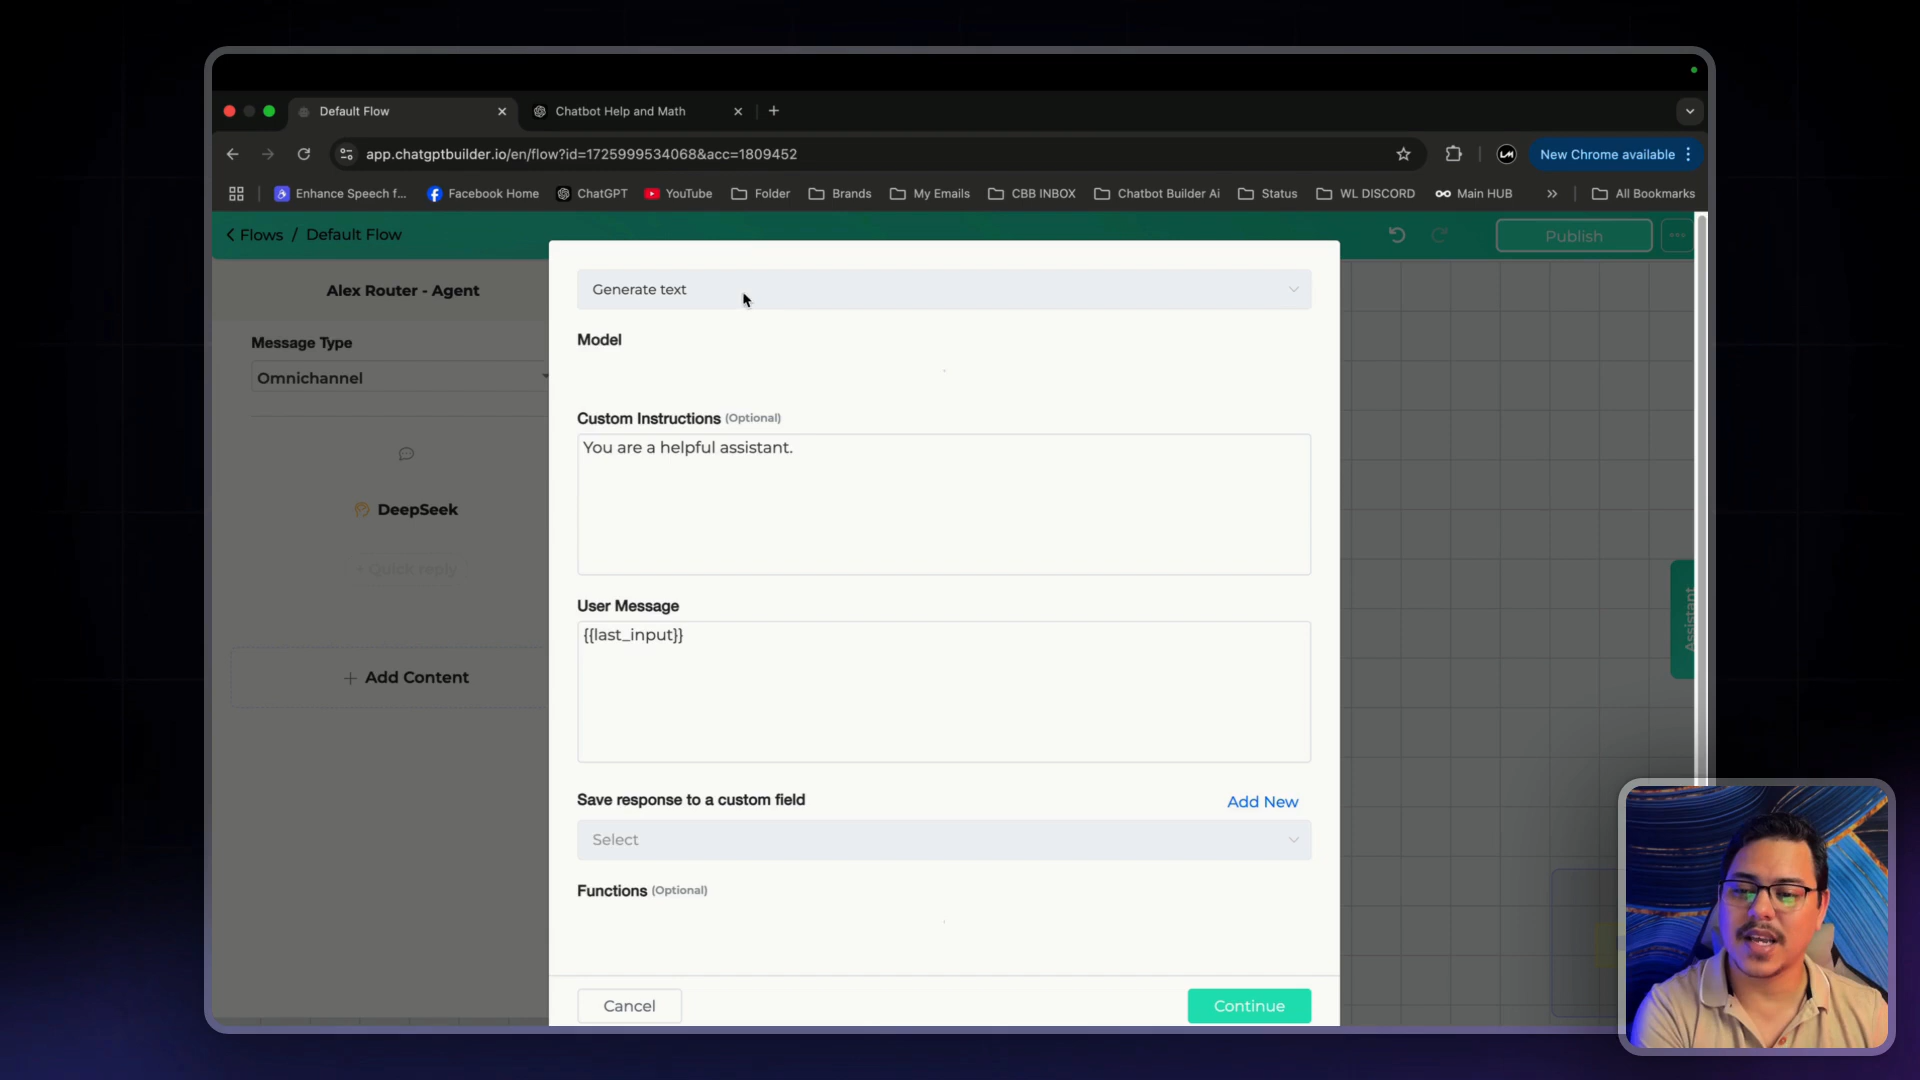 Default Flow
Chatbot Help and Math
app.chatgptbuilder.io/en/flow?id=1725999534068&acc=1809452
New Chrome available
Enhance Speech f...
Facebook Home
ChatGPT
YouTube
Folder
Brands
My Emails
CBB INBOX
Chatbot Builder Ai
Status
WL DISCORD
Main HUB
All Bookmarks
Flows / Default Flow
Publish
Alex Router - Agent
Message Type
Omnichannel
DeepSeek
+ Quick reply
+ Add Content
Generate text
Model
Custom Instructions (Optional)
You are a helpful assistant.
User Message
{{last_input}}
Save response to a custom field
Add New
Select
Functions (Optional)
Cancel
Continue
Assistant